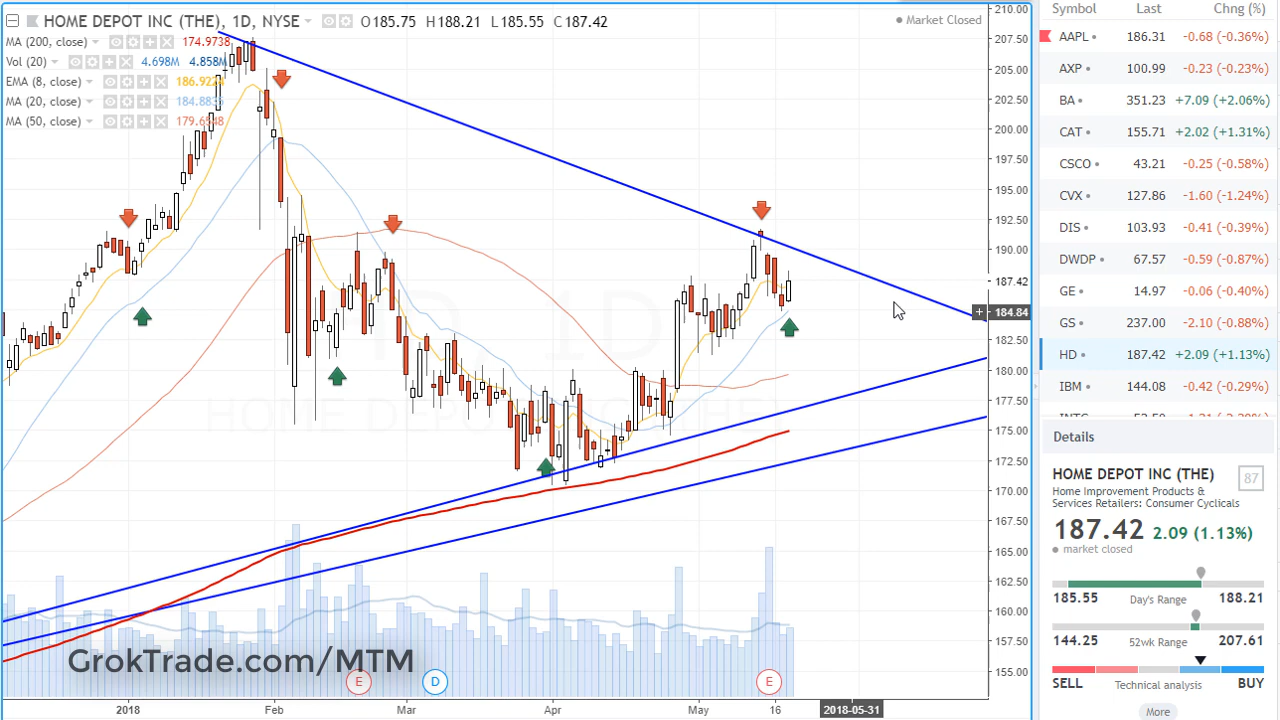 HOME DEPOT INC (THE), 1D, NYSE O185.75 H188.21 L185.55 C187.42
Market Closed
MA (200, close) 174.9738
Vol (20) 4.698M 4.858M
EMA (8, close)
MA (20, close)
MA (50, close)
210.00
207.50
205.00
202.50
200.00
197.50
195.00
192.50
190.00
187.42
184.84
182.50
180.00
177.50
175.00
172.50
170.00
167.50
165.00
162.50
160.00
157.50
155.00
HOME DEPOT
GrokTrade.com/MTM
E
D
E
2018 Feb Mar Apr May 16 2018-05-31
Symbol Last Chng (%)
AAPL 186.31 -0.68 (-0.36%)
AXP 100.99 -0.23 (-0.23%)
BA 351.23 +7.09 (+2.06%)
CAT 155.71 +2.02 (+1.31%)
CSCO 43.21 -0.25 (-0.58%)
CVX 127.86 -1.60 (-1.24%)
DIS 103.93 -0.41 (-0.39%)
DWDP 67.57 -0.59 (-0.87%)
GE 14.97 -0.06 (-0.40%)
GS 237.00 -2.10 (-0.88%)
HD 187.42 +2.09 (+1.13%)
IBM 144.08 -0.42 (-0.29%)
Details
HOME DEPOT INC (THE) 87
Home Improvement Products &
Services Retailers: Consumer Cyclicals
187.42 2.09 (1.13%)
market closed
185.55 Day's Range 188.21
144.25 52wk Range 207.61
SELL Technical analysis BUY
More